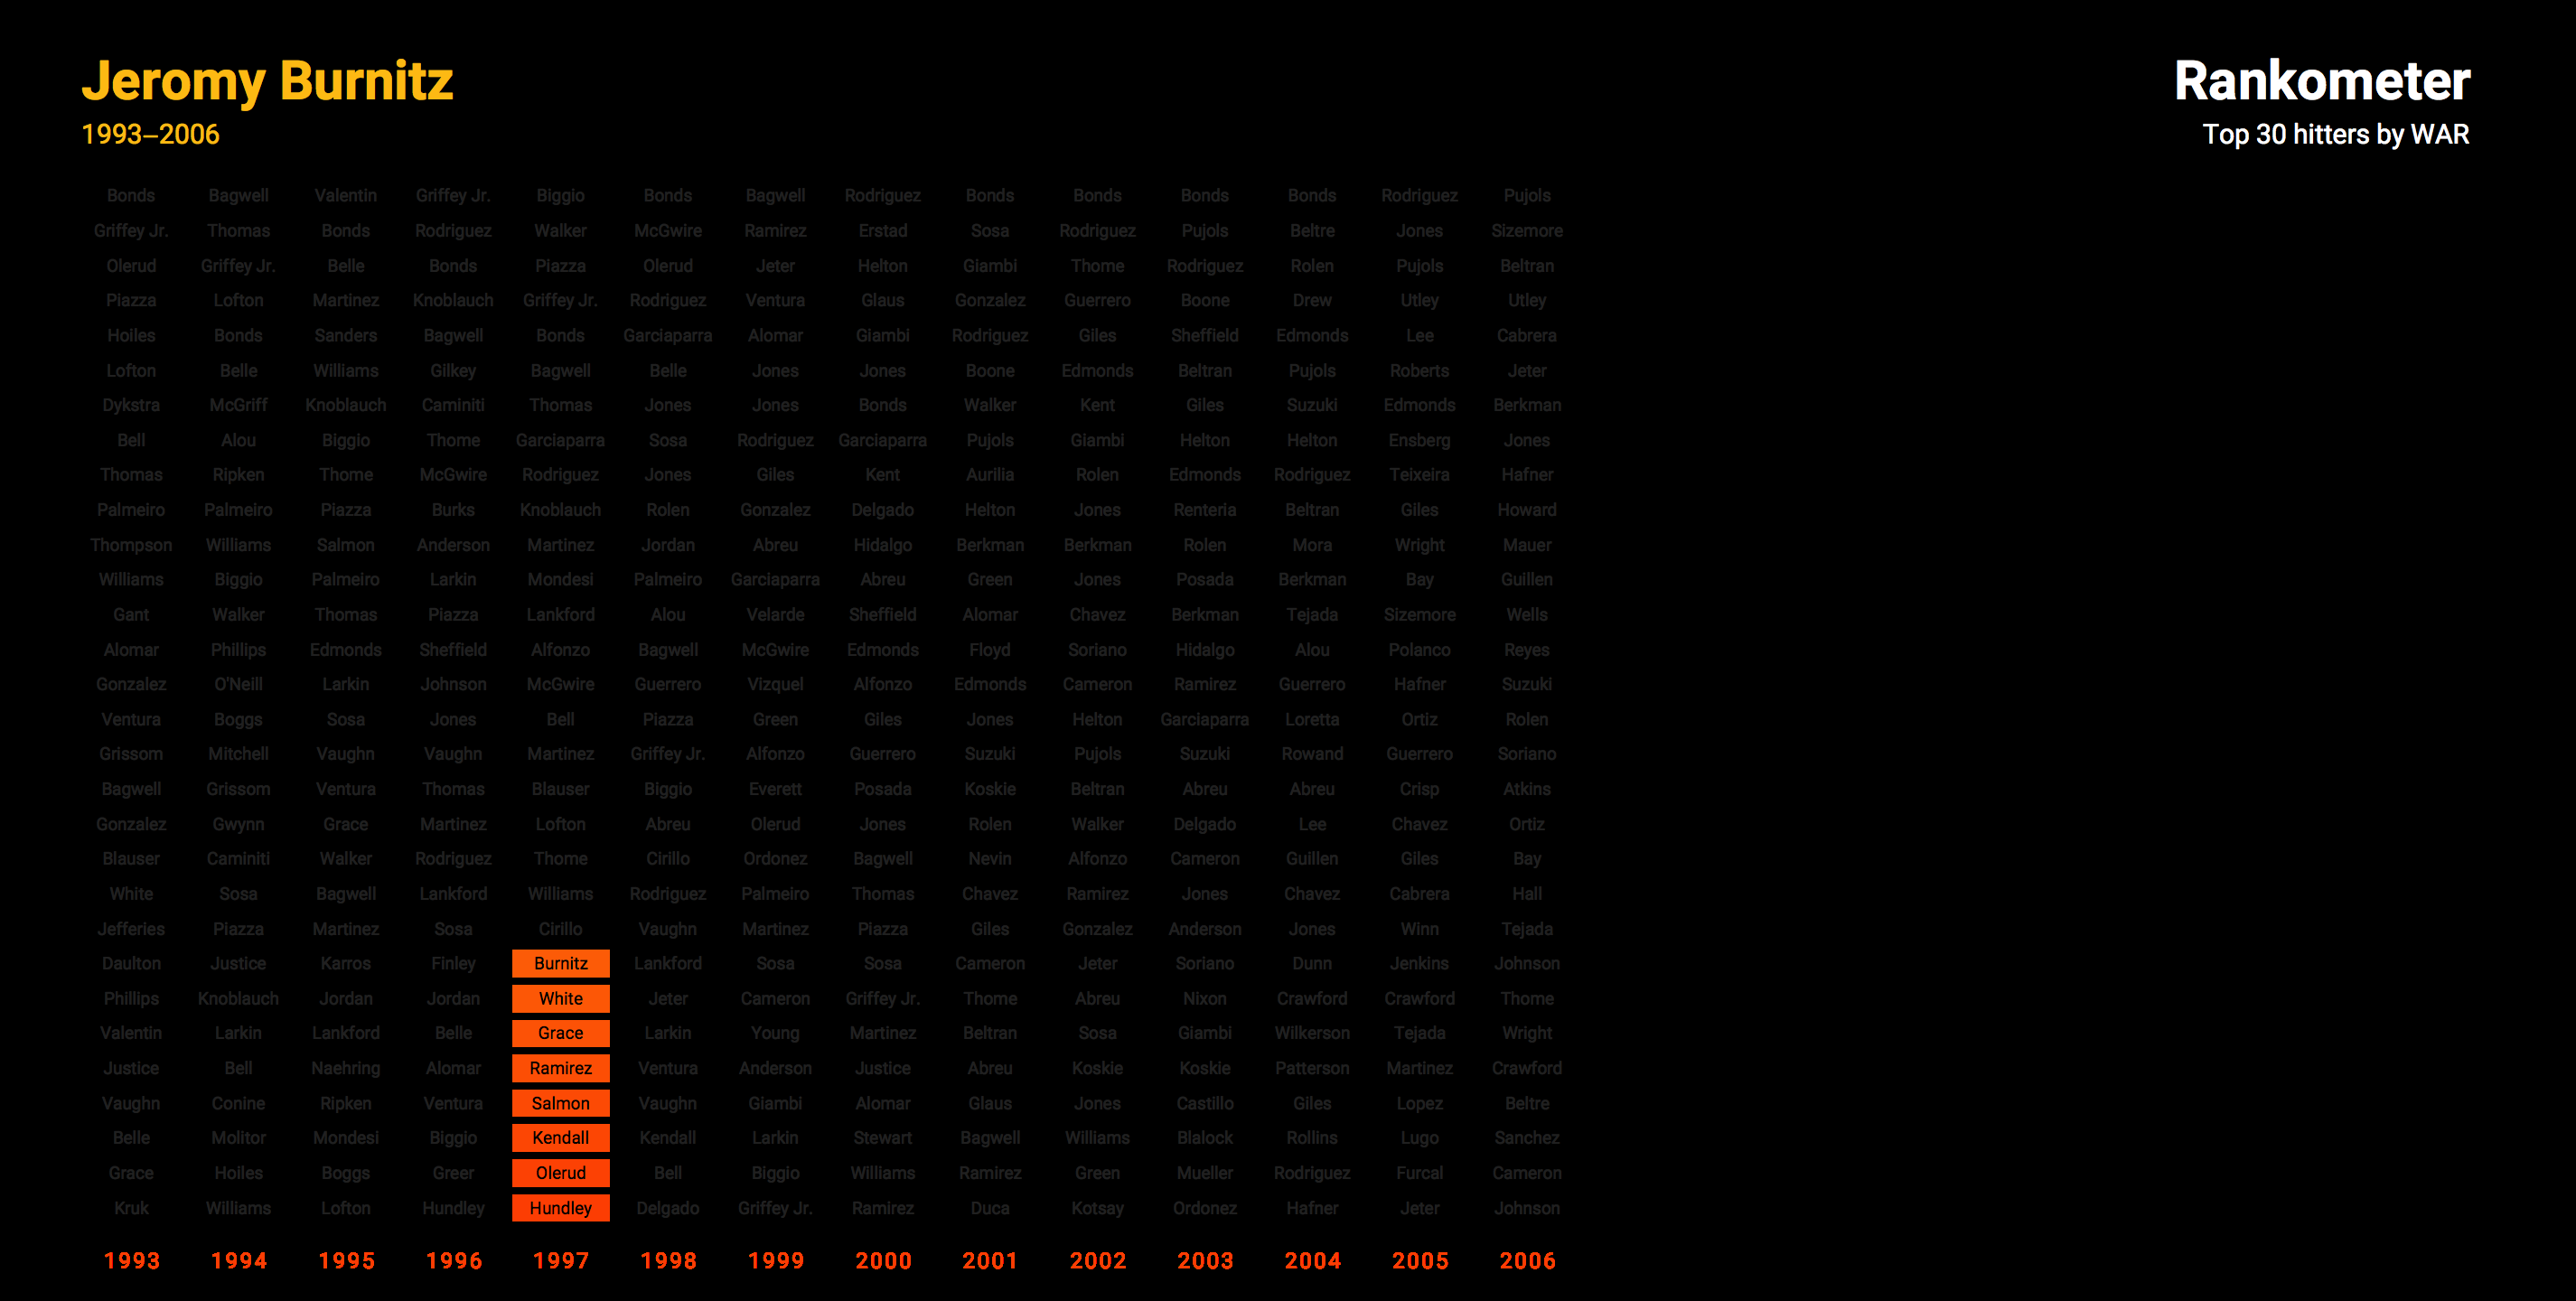 Jeromy Burnitz
1993–2006
Rankometer
Top 30 hitters by WAR
Bonds Bagwell Valentin Griffey Jr. Biggio Bonds Bagwell Rodriguez Bonds Bonds Bonds Bonds Rodriguez Pujols
Griffey Jr. Thomas Bonds Rodriguez Walker McGwire Ramirez Erstad Sosa Rodriguez Pujols Beltre Jones Sizemore
Olerud Griffey Jr. Belle Bonds Piazza Olerud Jeter Helton Giambi Thome Rodriguez Rolen Pujols Beltran
Piazza Lofton Martinez Knoblauch Griffey Jr. Rodriguez Ventura Glaus Gonzalez Guerrero Boone Drew Utley Utley
Hoiles Bonds Sanders Bagwell Bonds Garciaparra Alomar Giambi Rodriguez Giles Sheffield Edmonds Lee Cabrera
Lofton Belle Williams Gilkey Bagwell Belle Jones Jones Boone Edmonds Beltran Pujols Roberts Jeter
Dykstra McGriff Knoblauch Caminiti Thomas Jones Jones Bonds Walker Kent Giles Suzuki Edmonds Berkman
Bell Alou Biggio Thome Garciaparra Sosa Rodriguez Garciaparra Pujols Giambi Helton Helton Ensberg Jones
Thomas Ripken Thome McGwire Rodriguez Jones Giles Kent Aurilia Rolen Edmonds Rodriguez Teixeira Hafner
Palmeiro Palmeiro Piazza Burks Knoblauch Rolen Gonzalez Delgado Helton Jones Renteria Beltran Giles Howard
Thompson Williams Salmon Anderson Martinez Jordan Abreu Hidalgo Berkman Berkman Rolen Mora Wright Mauer
Williams Biggio Palmeiro Larkin Mondesi Palmeiro Garciaparra Abreu Green Jones Posada Berkman Bay Guillen
Gant Walker Thomas Piazza Lankford Alou Velarde Sheffield Alomar Chavez Berkman Tejada Sizemore Wells
Alomar Phillips Edmonds Sheffield Alfonzo Bagwell McGwire Edmonds Floyd Soriano Hidalgo Alou Polanco Reyes
Gonzalez O'Neill Larkin Johnson McGwire Guerrero Vizquel Alfonzo Edmonds Cameron Ramirez Guerrero Hafner Suzuki
Ventura Boggs Sosa Jones Bell Piazza Green Giles Jones Helton Garciaparra Loretta Ortiz Rolen
Grissom Mitchell Vaughn Vaughn Martinez Griffey Jr. Alfonzo Guerrero Suzuki Pujols Suzuki Rowand Guerrero Soriano
Bagwell Grissom Ventura Thomas Blauser Biggio Everett Posada Koskie Beltran Abreu Abreu Crisp Atkins
Gonzalez Gwynn Grace Martinez Lofton Abreu Olerud Jones Rolen Walker Delgado Lee Chavez Ortiz
Blauser Caminiti Walker Rodriguez Thome Cirillo Ordonez Bagwell Nevin Alfonzo Cameron Guillen Giles Bay
White Sosa Bagwell Lankford Williams Rodriguez Palmeiro Thomas Chavez Ramirez Jones Chavez Cabrera Hall
Jefferies Piazza Martinez Sosa Cirillo Vaughn Martinez Piazza Giles Gonzalez Anderson Jones Winn Tejada
Daulton Justice Karros Finley Burnitz Lankford Sosa Sosa Cameron Jeter Soriano Dunn Jenkins Johnson
Phillips Knoblauch Jordan Jordan White Jeter Cameron Griffey Jr. Thome Abreu Nixon Crawford Crawford Thome
Valentin Larkin Lankford Belle Grace Larkin Young Martinez Beltran Sosa Giambi Wilkerson Tejada Wright
Justice Bell Naehring Alomar Ramirez Ventura Anderson Justice Abreu Koskie Koskie Patterson Martinez Crawford
Vaughn Conine Ripken Ventura Salmon Vaughn Giambi Alomar Glaus Jones Castillo Giles Lopez Beltre
Belle Molitor Mondesi Biggio Kendall Kendall Larkin Stewart Bagwell Williams Blalock Rollins Lugo Sanchez
Grace Hoiles Boggs Greer Olerud Bell Biggio Williams Ramirez Green Mueller Rodriguez Furcal Cameron
Kruk Williams Lofton Hundley Hundley Delgado Griffey Jr. Ramirez Duca Kotsay Ordonez Hafner Jeter Johnson
1993 1994 1995 1996 1997 1998 1999 2000 2001 2002 2003 2004 2005 2006